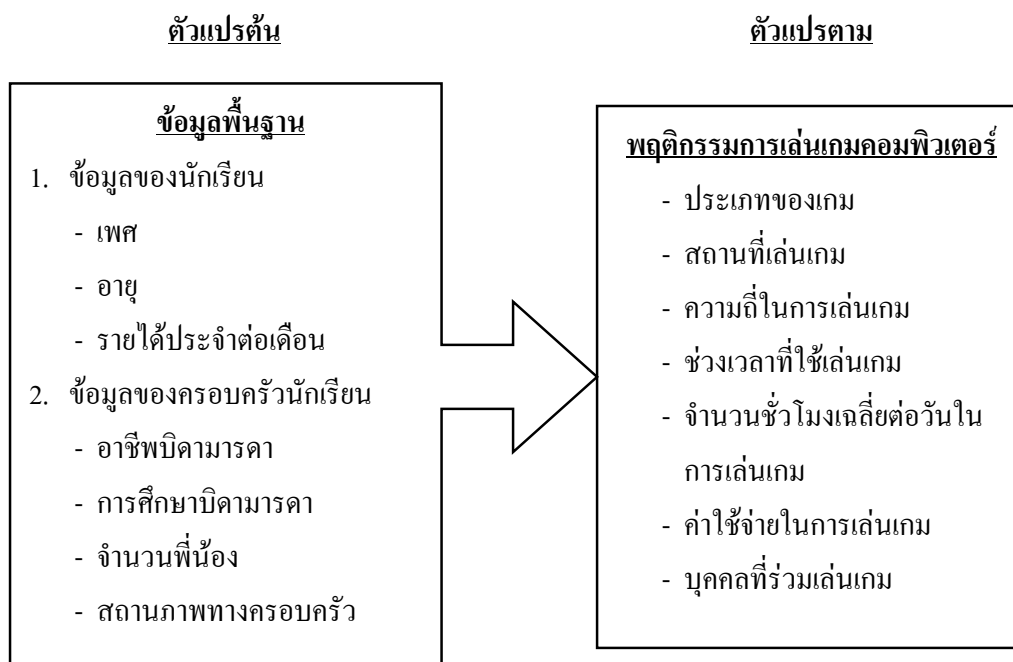 ตัวแปรต้น
ตัวแปรตาม
ข้อมูลพื้นฐาน
1. ข้อมูลของนักเรียน
- เพศ
- อายุ
- รายได้ประจำต่อเดือน
2. ข้อมูลของครอบครัวนักเรียน
- อาชีพบิดามารดา
- การศึกษาบิดามารดา
- จำนวนพี่น้อง
- สถานภาพทางครอบครัว
พฤติกรรมการเล่นเกมคอมพิวเตอร์
- ประเภทของเกม
- สถานที่เล่นเกม
- ความถี่ในการเล่นเกม
- ช่วงเวลาที่ใช้เล่นเกม
- จำนวนชั่วโมงเฉลี่ยต่อวันใน
การเล่นเกม
- ค่าใช้จ่ายในการเล่นเกม
- บุคคลที่ร่วมเล่นเกม